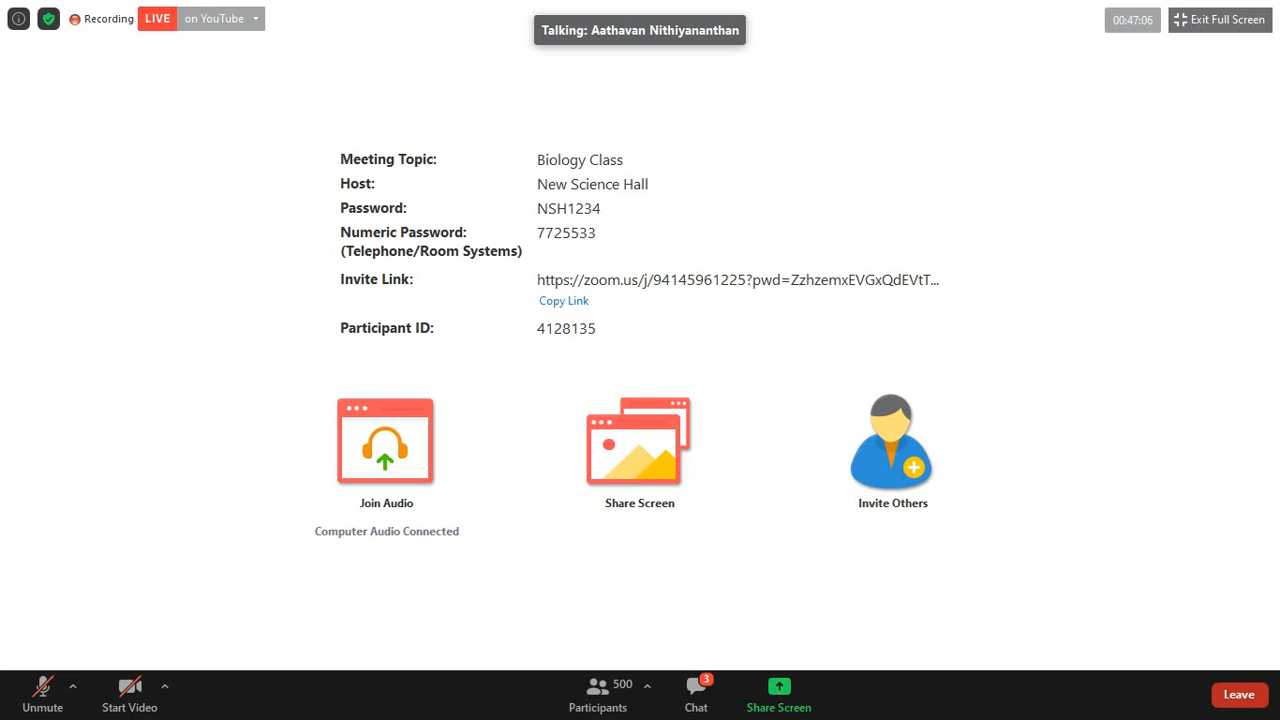 Recording LIVE on YouTube
Talking: Aathavan Nithiyananthan
00:47:06 Exit Full Screen
Meeting Topic: Biology Class
Host: New Science Hall
Password: NSH1234
Numeric Password: 7725533
(Telephone/Room Systems)
Invite Link: https://zoom.us/j/94145961225?pwd=ZzhzemxEVGxQdEVtT...
Copy Link
Participant ID: 4128135
Join Audio Share Screen Invite Others
Computer Audio Connected
500 3
Unmute Start Video Participants Chat Share Screen Leave